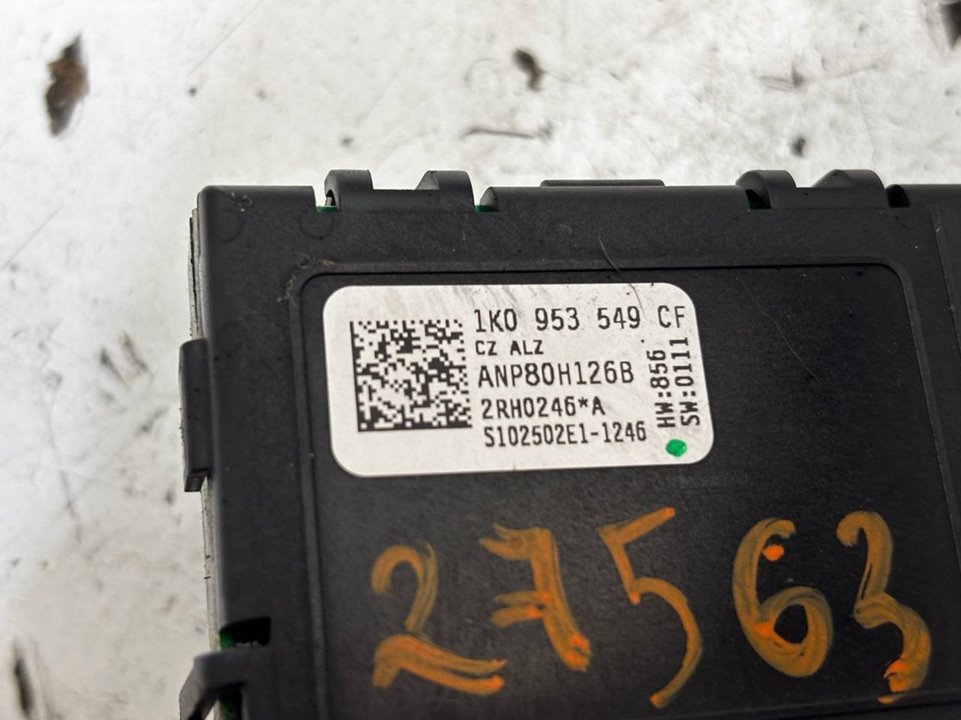 1K0 953 549 CF
CZ ALZ
ANP80H126B
2RH0246*A
S102502E1-1246
HW:856
SW:0111
27563